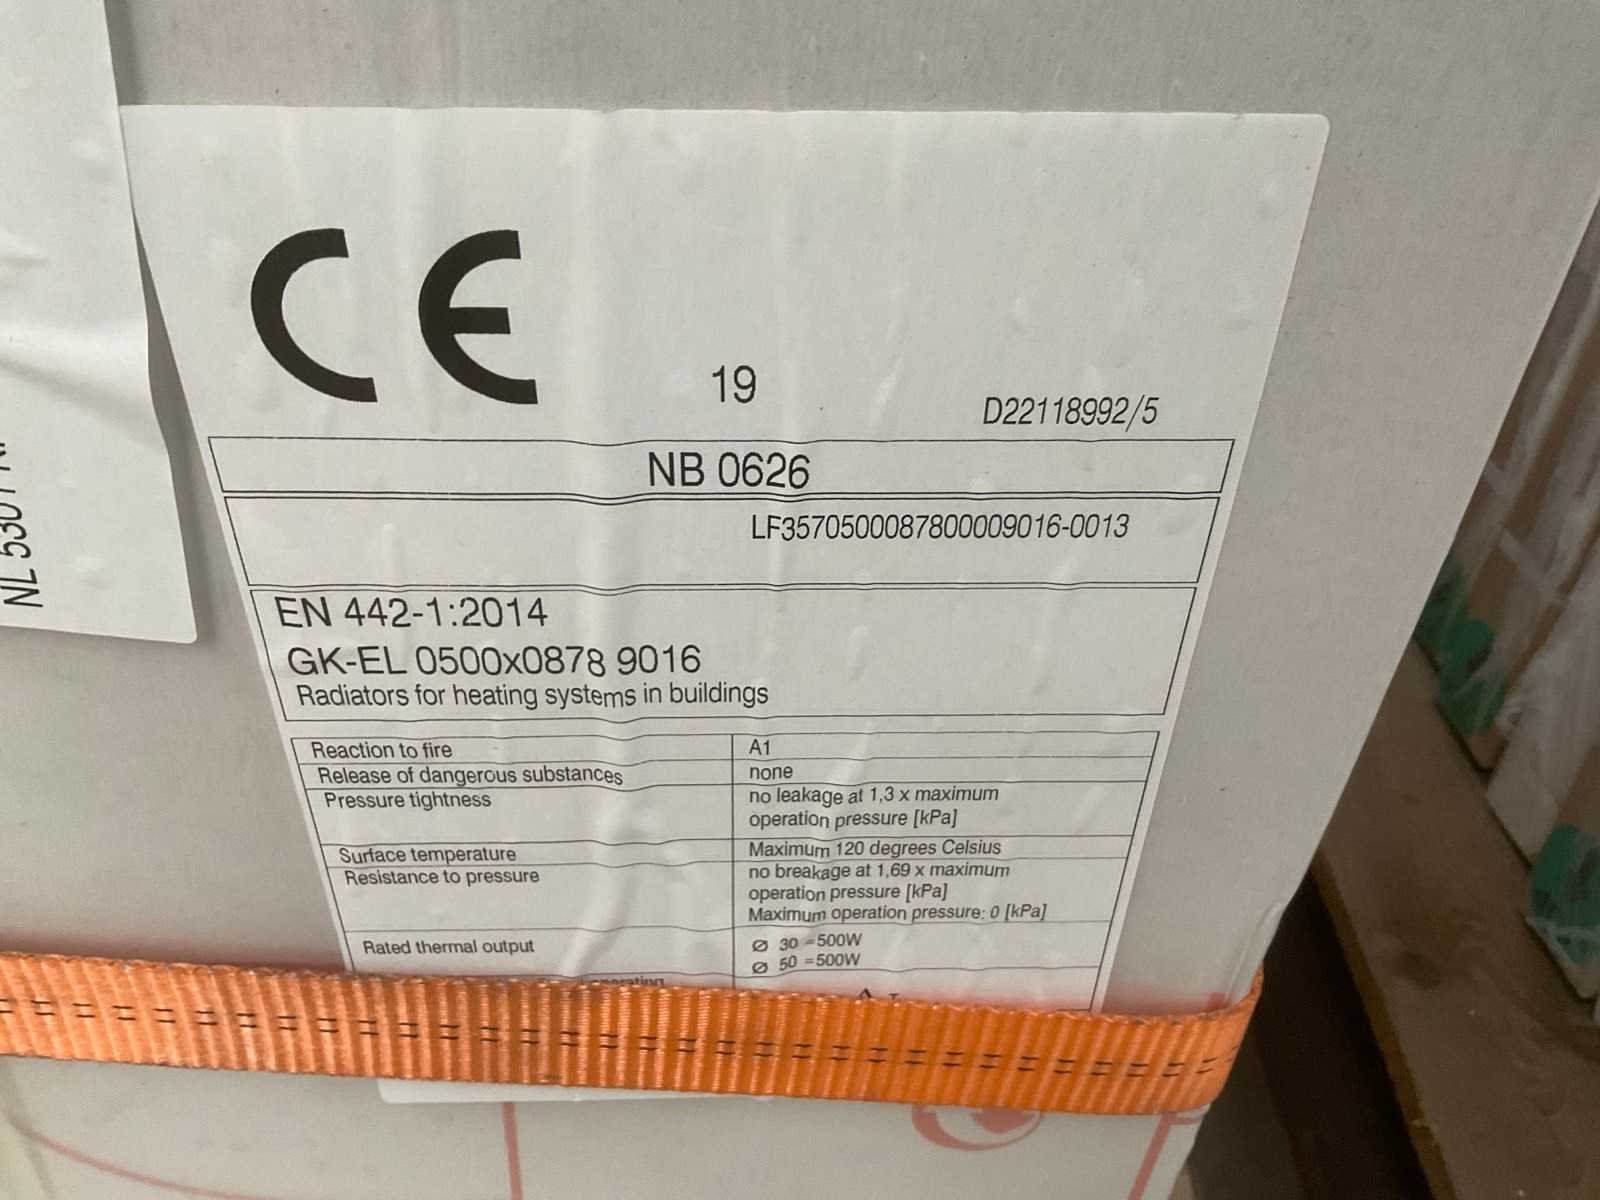 CE
19
D22118992/5
NB 0626
LF3570500087800009016-0013
EN 442-1:2014
GK-EL 0500x0878 9016
Radiators for heating systems in buildings
Reaction to fire
A1
Release of dangerous substances
none
Pressure tightness
no leakage at 1,3 x maximum
operation pressure [kPa]
Surface temperature
Maximum 120 degrees Celsius
Resistance to pressure
no breakage at 1,69 x maximum
operation pressure [kPa]
Maximum operation pressure: 0 [kPa]
Rated thermal output
Ø 30 =500W
Ø 50 =500W
NL